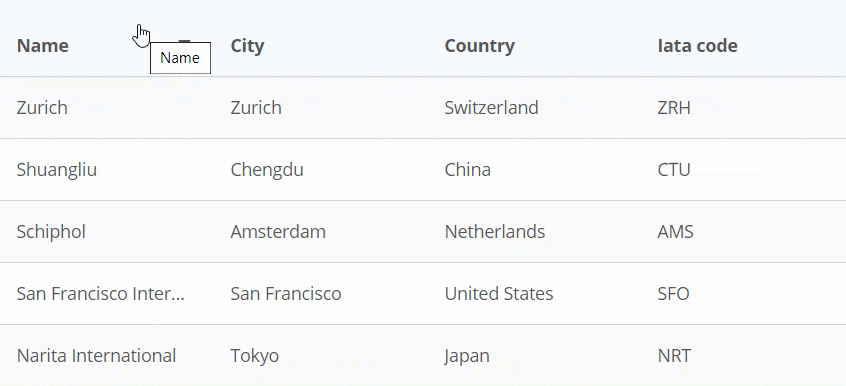 Name City Country Iata code
Name
Zurich Zurich Switzerland ZRH
Shuangliu Chengdu China CTU
Schiphol Amsterdam Netherlands AMS
San Francisco Inter... San Francisco United States SFO
Narita International Tokyo Japan NRT